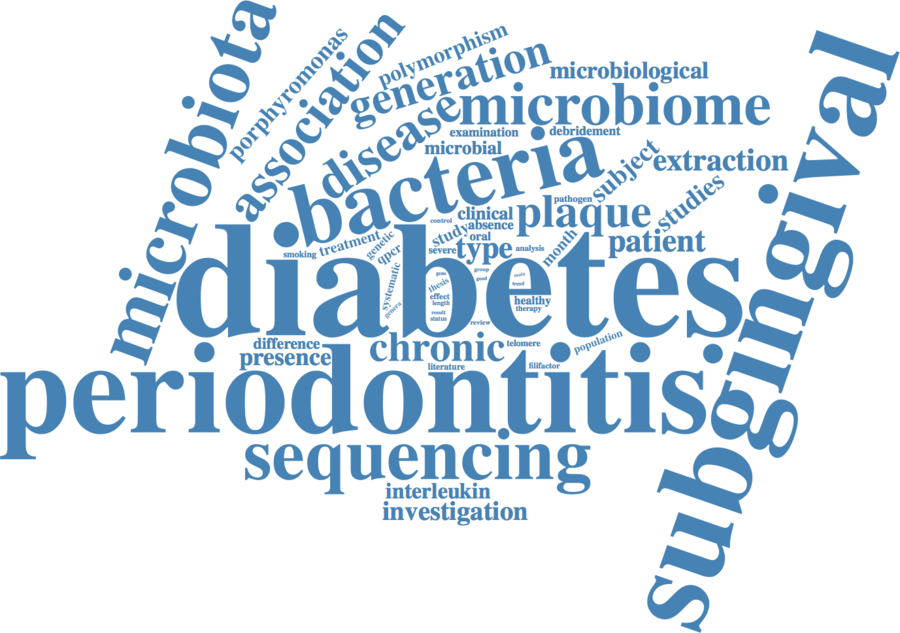 microbiota
porphyromonas
association
polymorphism
generation
disease
microbiological
microbiome
examination
debridement
microbial
bacteria
subject
extraction
studies
subgingival
pathogen
clinical
plaque
control
absence
study
oral
type
severe
analysis
month
patient
smoking
treatment
genetic
qpcr
systematic
genera
diabetes
gene
thesis
group
good
effect
length
result
status
review
trend
healthy
therapy
difference
presence
chronic
telomere
population
literature
filifactor
periodontitis
sequencing
interleukin
investigation